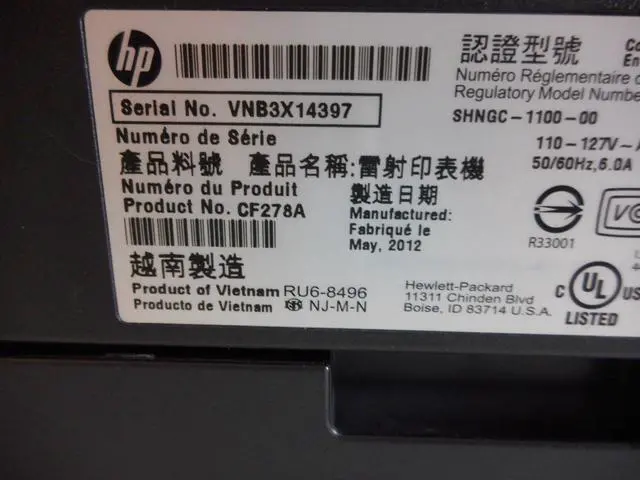 hp
認證型號
Numéro Réglementaire
Regulatory Model Number
SHNGC-1100-00
110-127V~
50/60Hz, 6.0A
Serial No. VNB3X14397
Numéro de Série
產品料號 產品名稱:雷射印表機
Numéro du Produit
Product No. CF278A
製造日期
Manufactured:
Fabriqué le
May, 2012
R33001
越南製造
Product of Vietnam RU6-8496
Producto de Vietnam NJ-M-N
Hewlett-Packard
11311 Chinden Blvd
Boise, ID 83714 U.S.A.
C UL US
LISTED